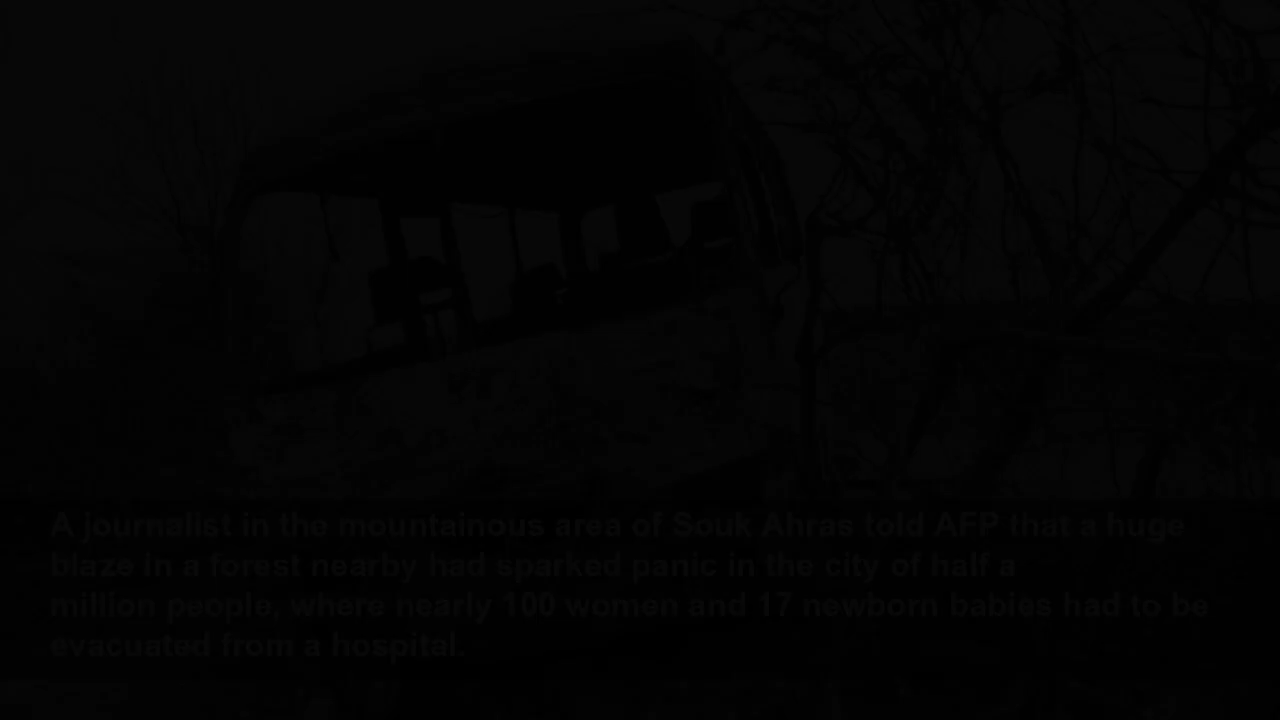 A journalist in the mountainous area of Souk Ahras told AFP that a huge
blaze in a forest nearby had sparked panic in the city of half a
million people, where nearly 100 women and 17 newborn babies had to be
evacuated from a hospital.